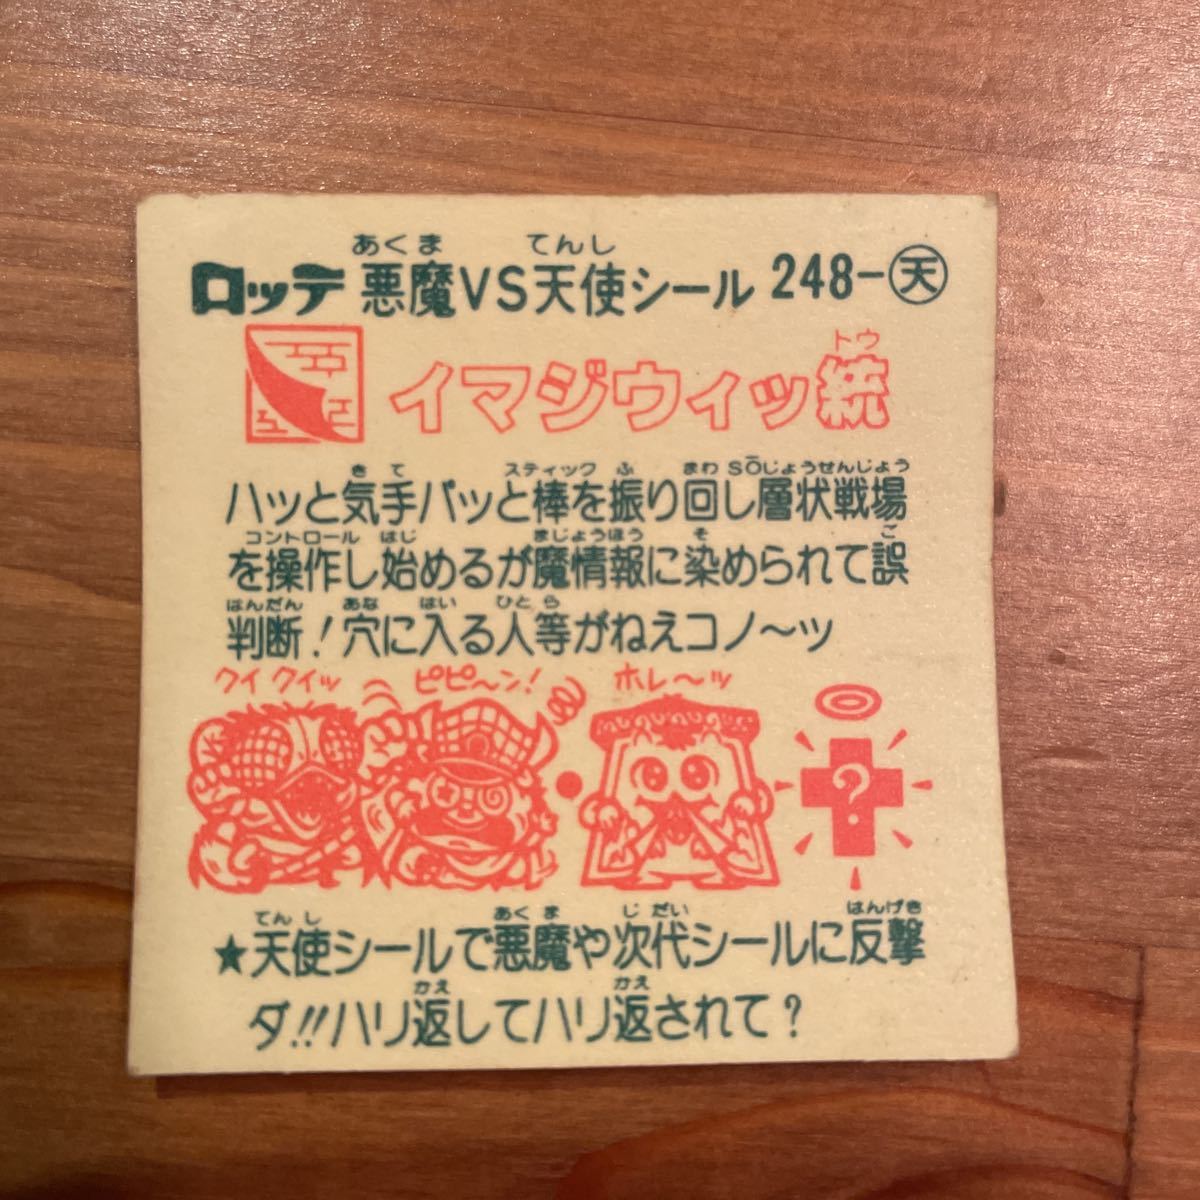 あくま てんし
ロッテ 悪魔VS天使シール 248-㊝天
トウ
イマジウィッ統
きて スティック ふ まわ SŌじょうせんじょう
ハッと気手パッと棒を振り回し層状戦場
コントロール はじ まじょうほう そ ご
を操作し始めるが魔情報に染められて誤
はんだん あな はい ひと ら
判断!穴に入る人等がねえコノ〜ッ
クイクイッ ピピ〜ン! ホレ〜ッ
?
てんし あくま じだい はんげき
★天使シールで悪魔や次代シールに反撃
かえ かえ
ダ!!ハリ返してハリ返されて?